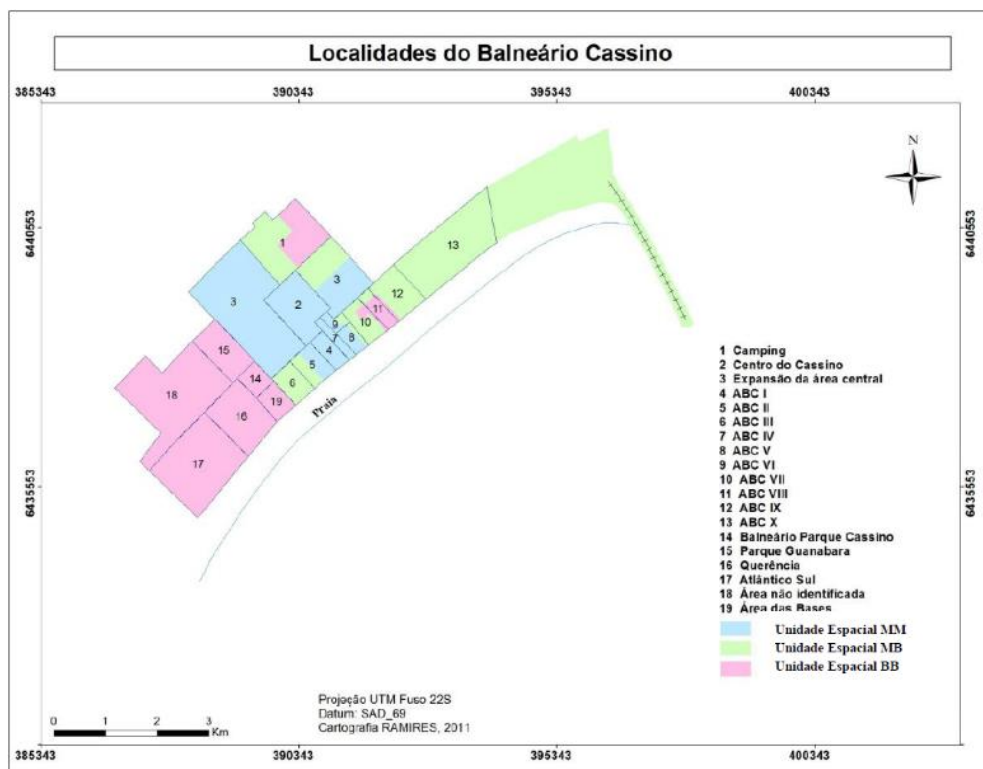 Localidades do Balneário Cassino
385343 390343 395343 400343
N
6440553 6440553
1
13
3
3
2
12
11
9
10
7
8
15
4
5
14
6
18
19
Praia
16
17
6435553 6435553
1 Camping
2 Centro do Cassino
3 Expansão da área central
4 ABC I
5 ABC II
6 ABC III
7 ABC IV
8 ABC V
9 ABC VI
10 ABC VII
11 ABC VIII
12 ABC IX
13 ABC X
14 Balneário Parque Cassino
15 Parque Guanabara
16 Querência
17 Atlântico Sul
18 Área não identificada
19 Área das Bases
Unidade Espacial MM
Unidade Espacial MB
Unidade Espacial BB
Projeção UTM Fuso 22S
Datum: SAD_69
Cartografia RAMIRES, 2011
0 1 2 3
Km
385343 390343 395343 400343